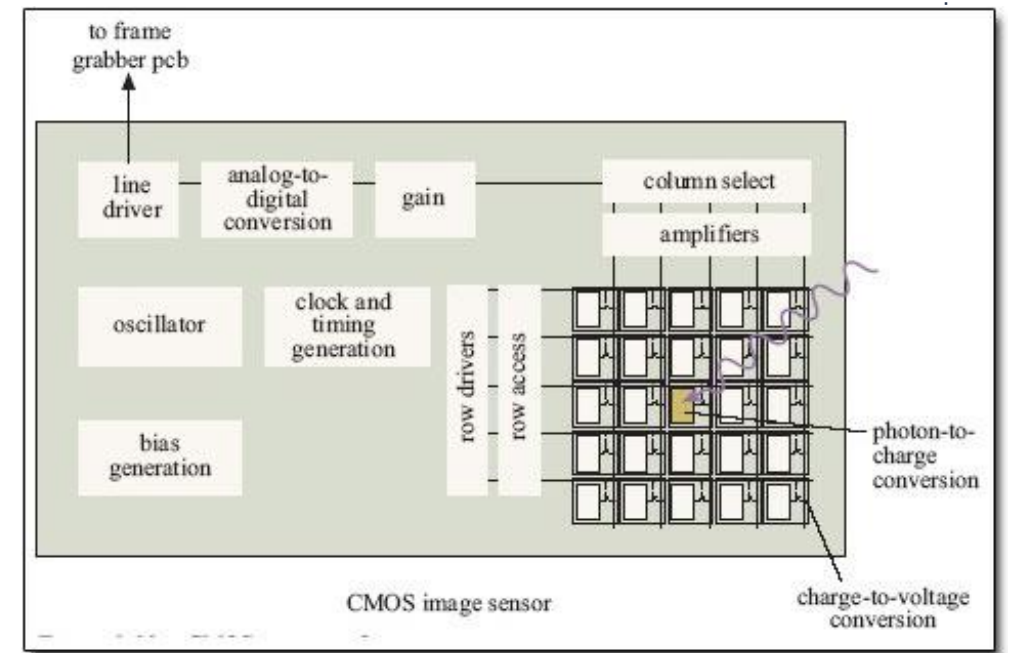 to frame
grabber pcb
line
driver
analog-to-
digital
conversion
gain
column select
amplifiers
oscillator
clock and
timing
generation
row drivers
row access
bias
generation
photon-to-
charge
conversion
charge-to-voltage
conversion
CMOS image sensor